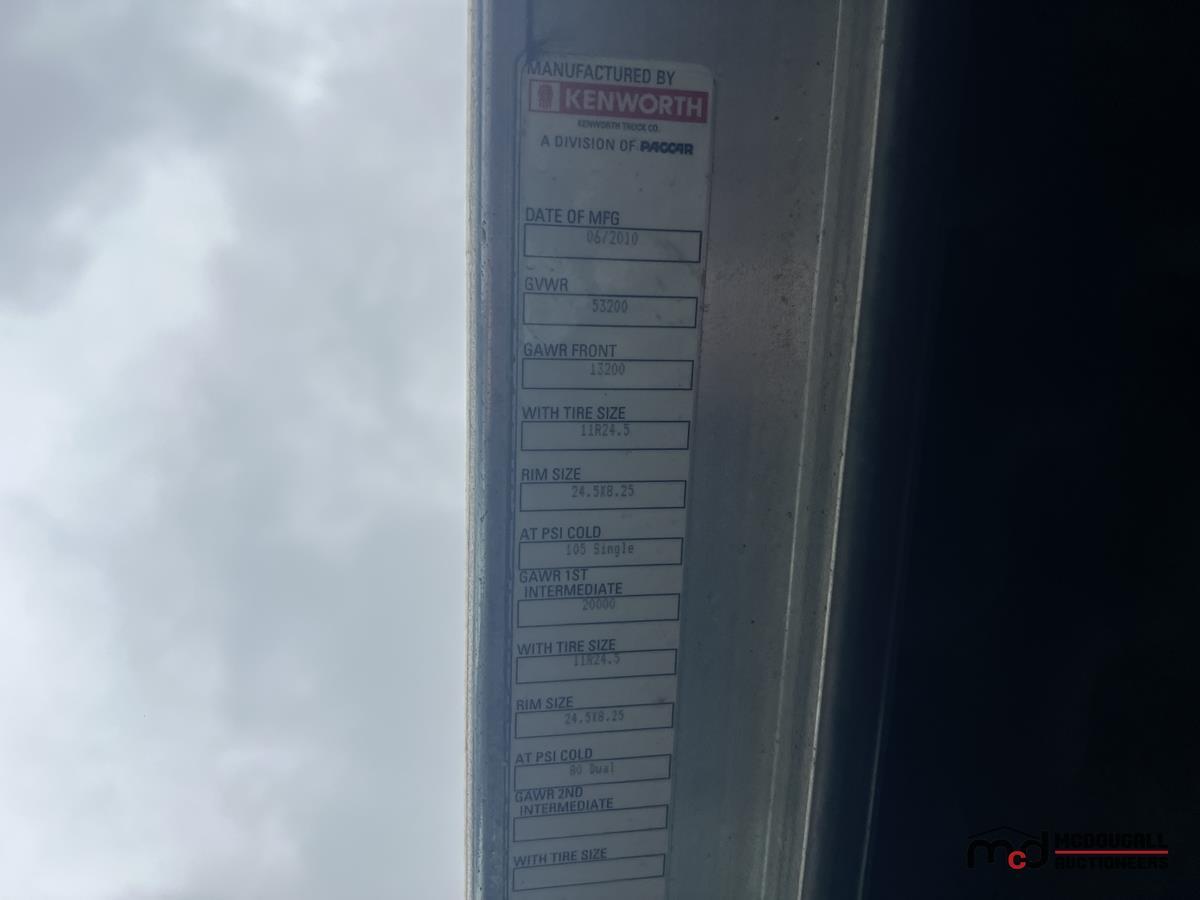 MANUFACTURED BY
KENWORTH
KENWORTH TRUCK CO.
A DIVISION OF PACCAR
DATE OF MFG
06/2010
GVWR
53200
GAWR FRONT
13200
WITH TIRE SIZE
11R24.5
RIM SIZE
24.5X8.25
AT PSI COLD
105 Single
GAWR 1ST
INTERMEDIATE
20000
WITH TIRE SIZE
11R24.5
RIM SIZE
24.5X8.25
AT PSI COLD
80 Dual
GAWR 2ND
INTERMEDIATE
WITH TIRE SIZE
mcd MCDOUGALL
AUCTIONEERS